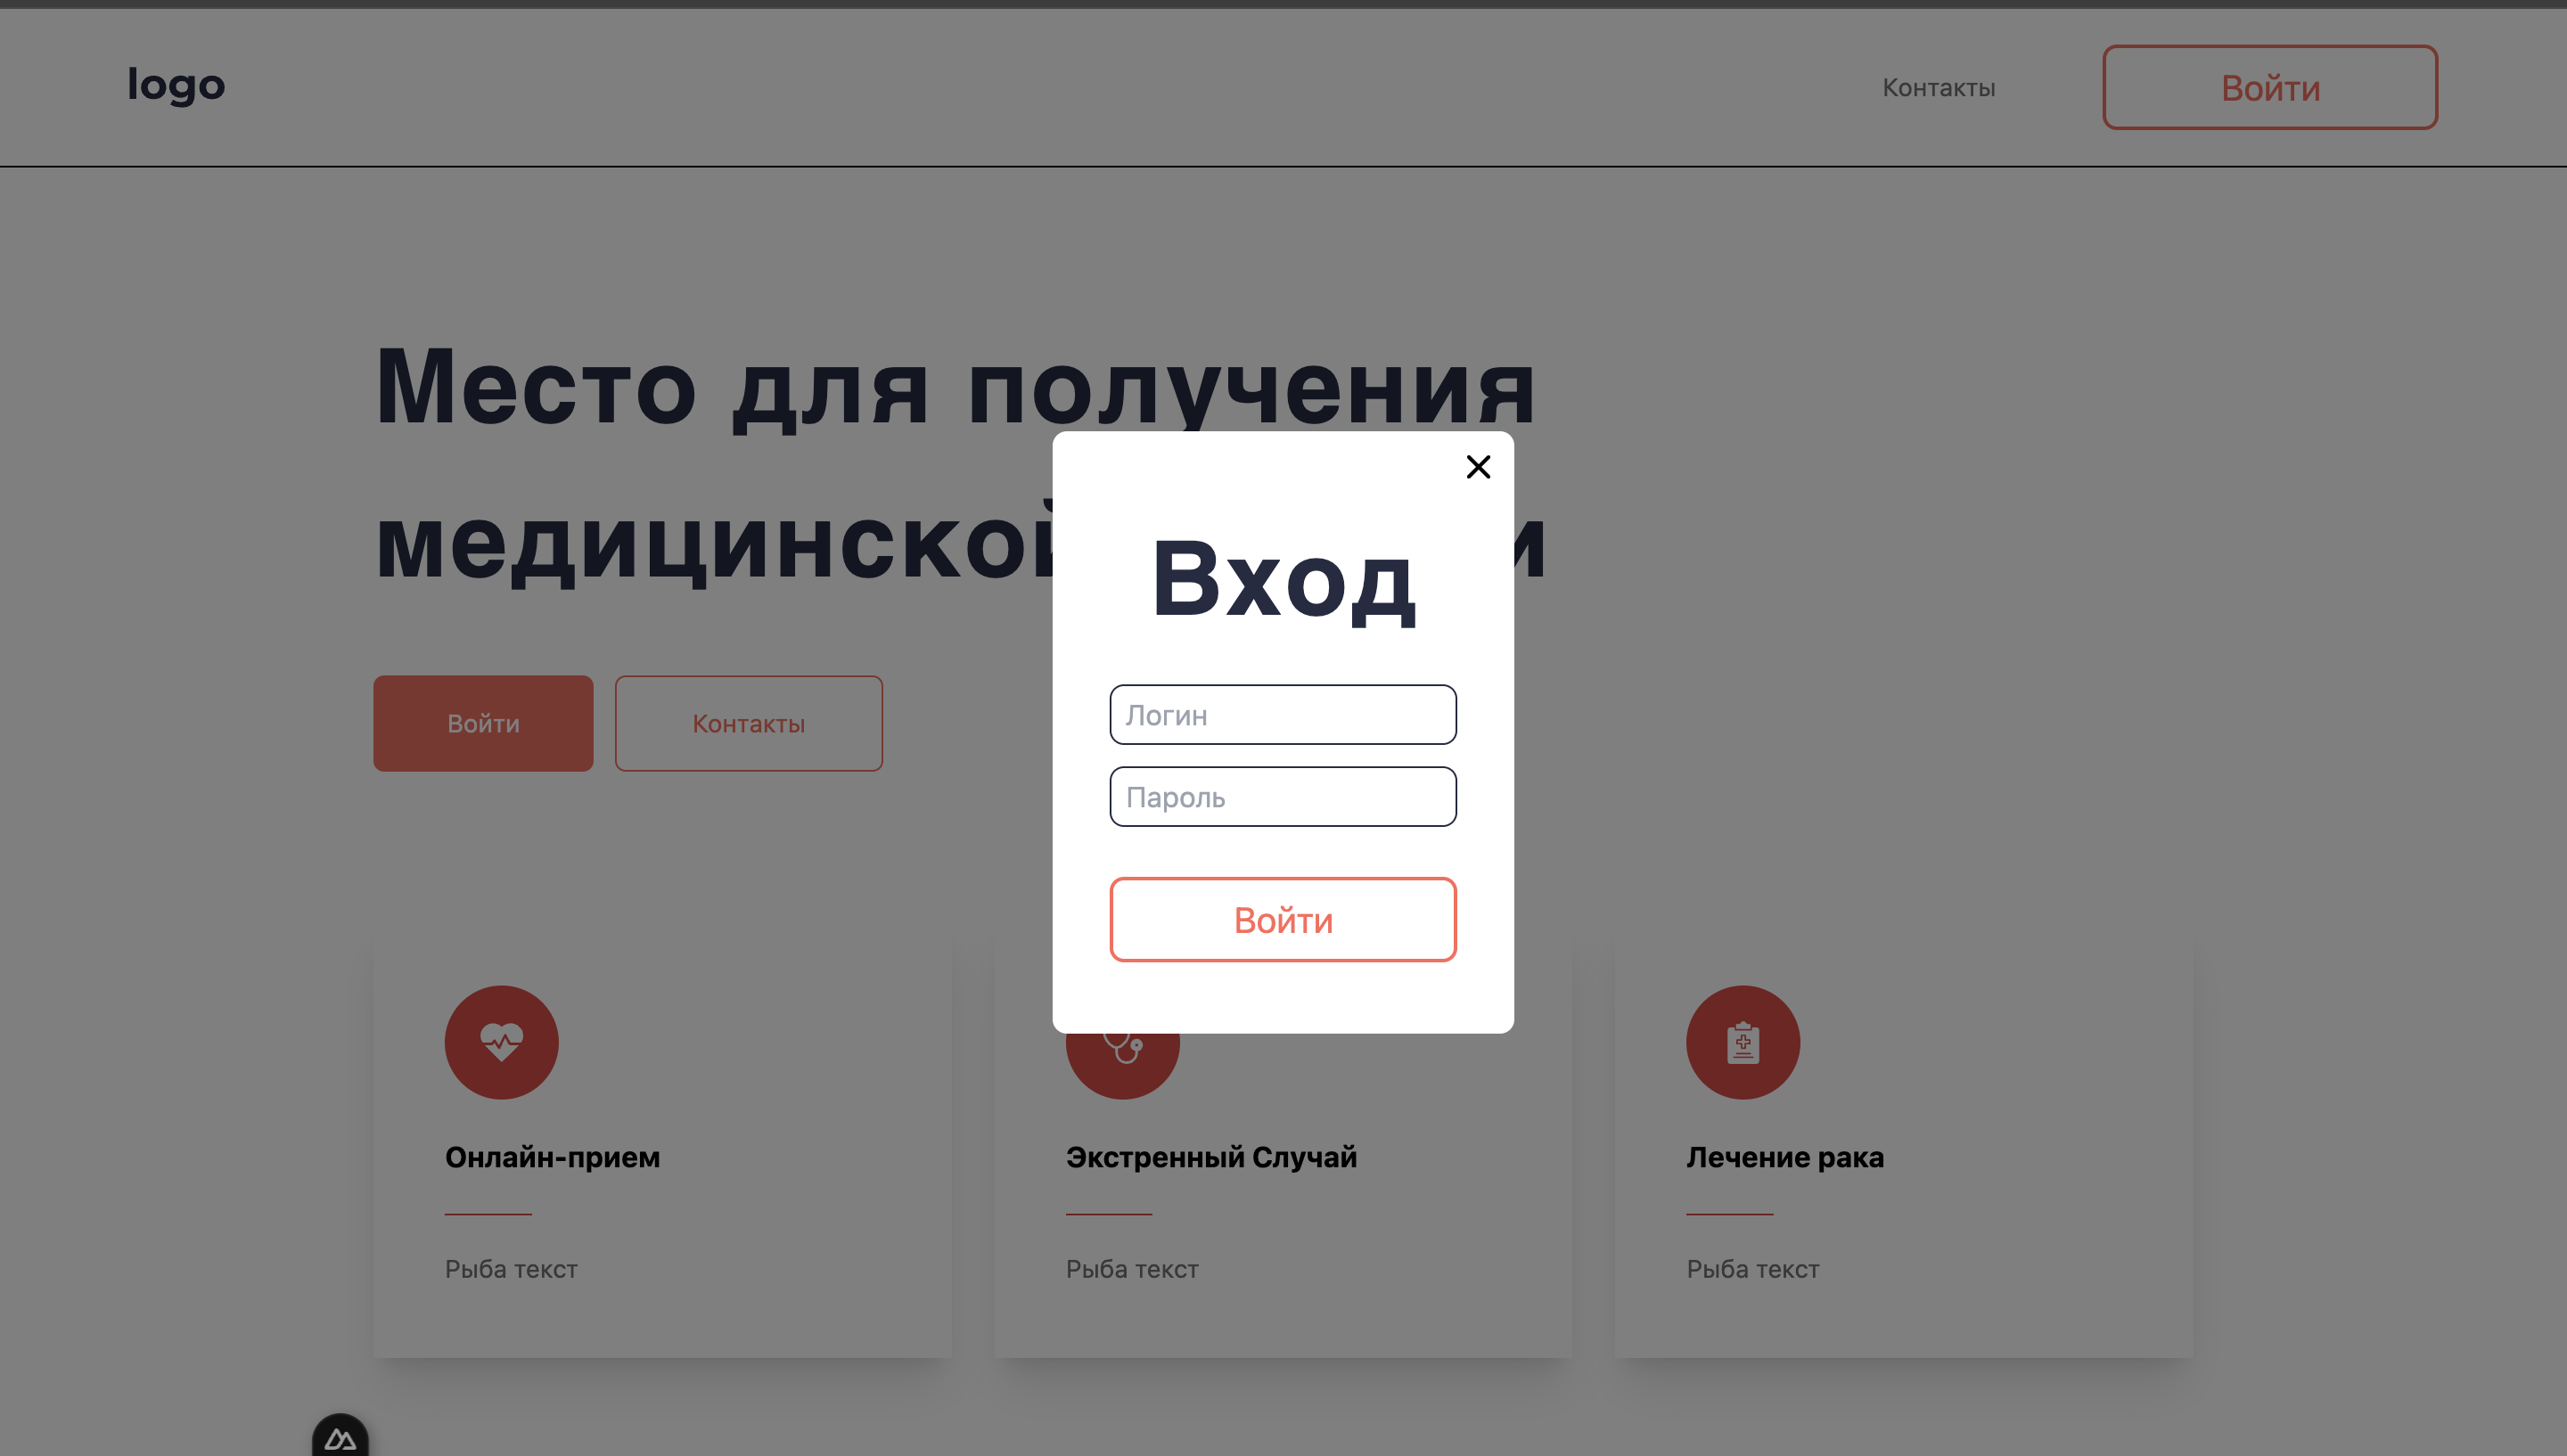 logo
Контакты
Войти
Место для получения
медицинской
Войти
Контакты
Вход
Логин
Пароль
Войти
Онлайн-прием
Рыба текст
Экстренный Случай
Рыба текст
Лечение рака
Рыба текст